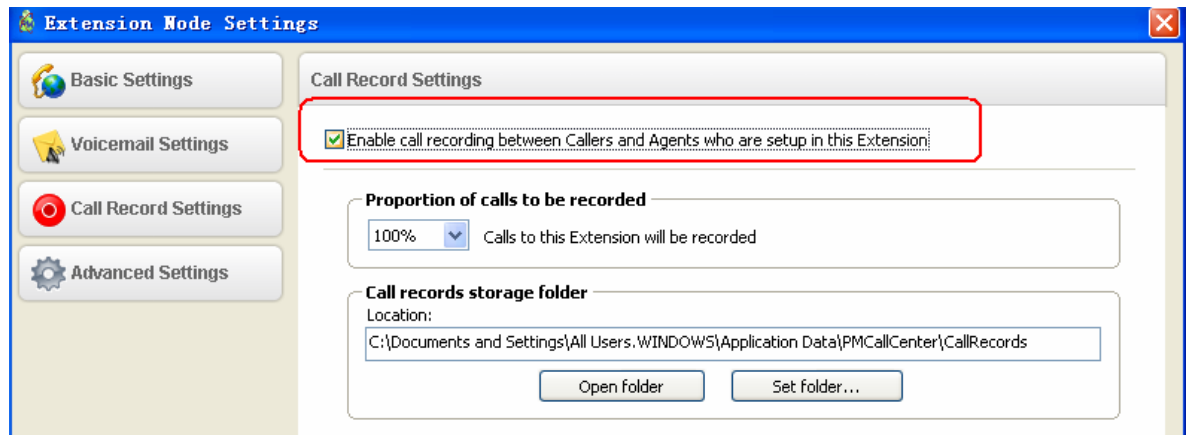 Extension Node Settings
Basic Settings
Voicemail Settings
Call Record Settings
Advanced Settings
Call Record Settings
Enable call recording between Callers and Agents who are setup in this Extension
Proportion of calls to be recorded
100% Calls to this Extension will be recorded
Call records storage folder
Location:
C:\Documents and Settings\All Users.WINDOWS\Application Data\PMCallCenter\CallRecords
Open folder Set folder...